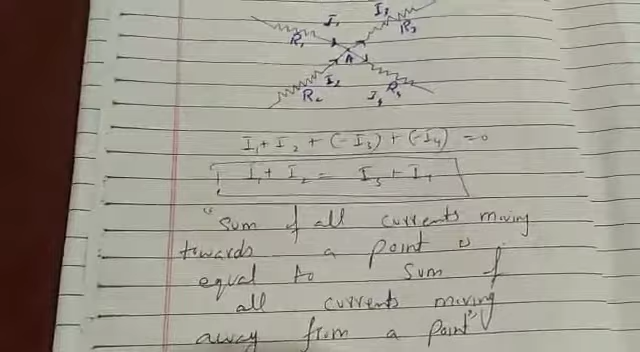 I₁ I₃
R₁ R₃
A
I₂
R₂ I₄
I₁ + I₂ + (-I₃) + (-I₄) = 0
I₁ + I₂ = I₃ + I₄
"Sum of all currents moving
towards a point is
equal to sum of
all currents moving
away from a point"